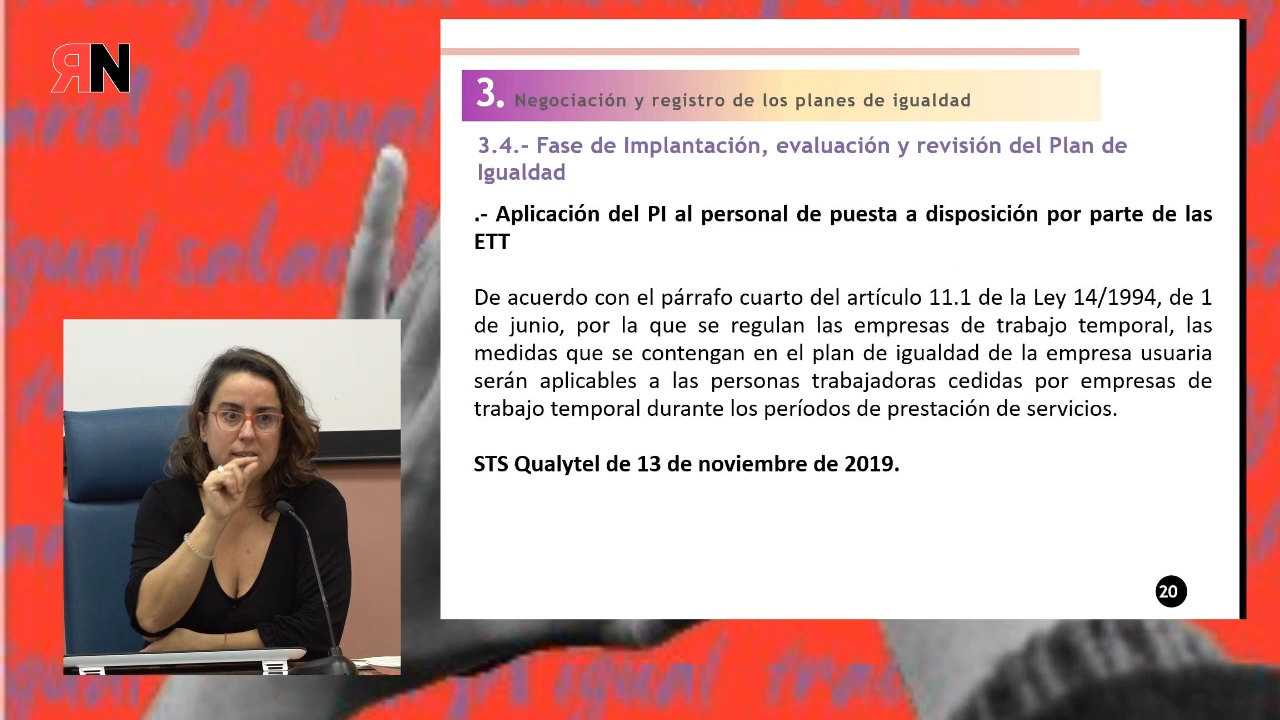 ЯN
3. Negociación y registro de los planes de igualdad
3.4.- Fase de Implantación, evaluación y revisión del Plan de
Igualdad
.- Aplicación del PI al personal de puesta a disposición por parte de las
ETT
De acuerdo con el párrafo cuarto del artículo 11.1 de la Ley 14/1994, de 1
de junio, por la que se regulan las empresas de trabajo temporal, las
medidas que se contengan en el plan de igualdad de la empresa usuaria
serán aplicables a las personas trabajadoras cedidas por empresas de
trabajo temporal durante los períodos de prestación de servicios.
STS Qualytel de 13 de noviembre de 2019.
20
¡A igual
igual
¡A igual